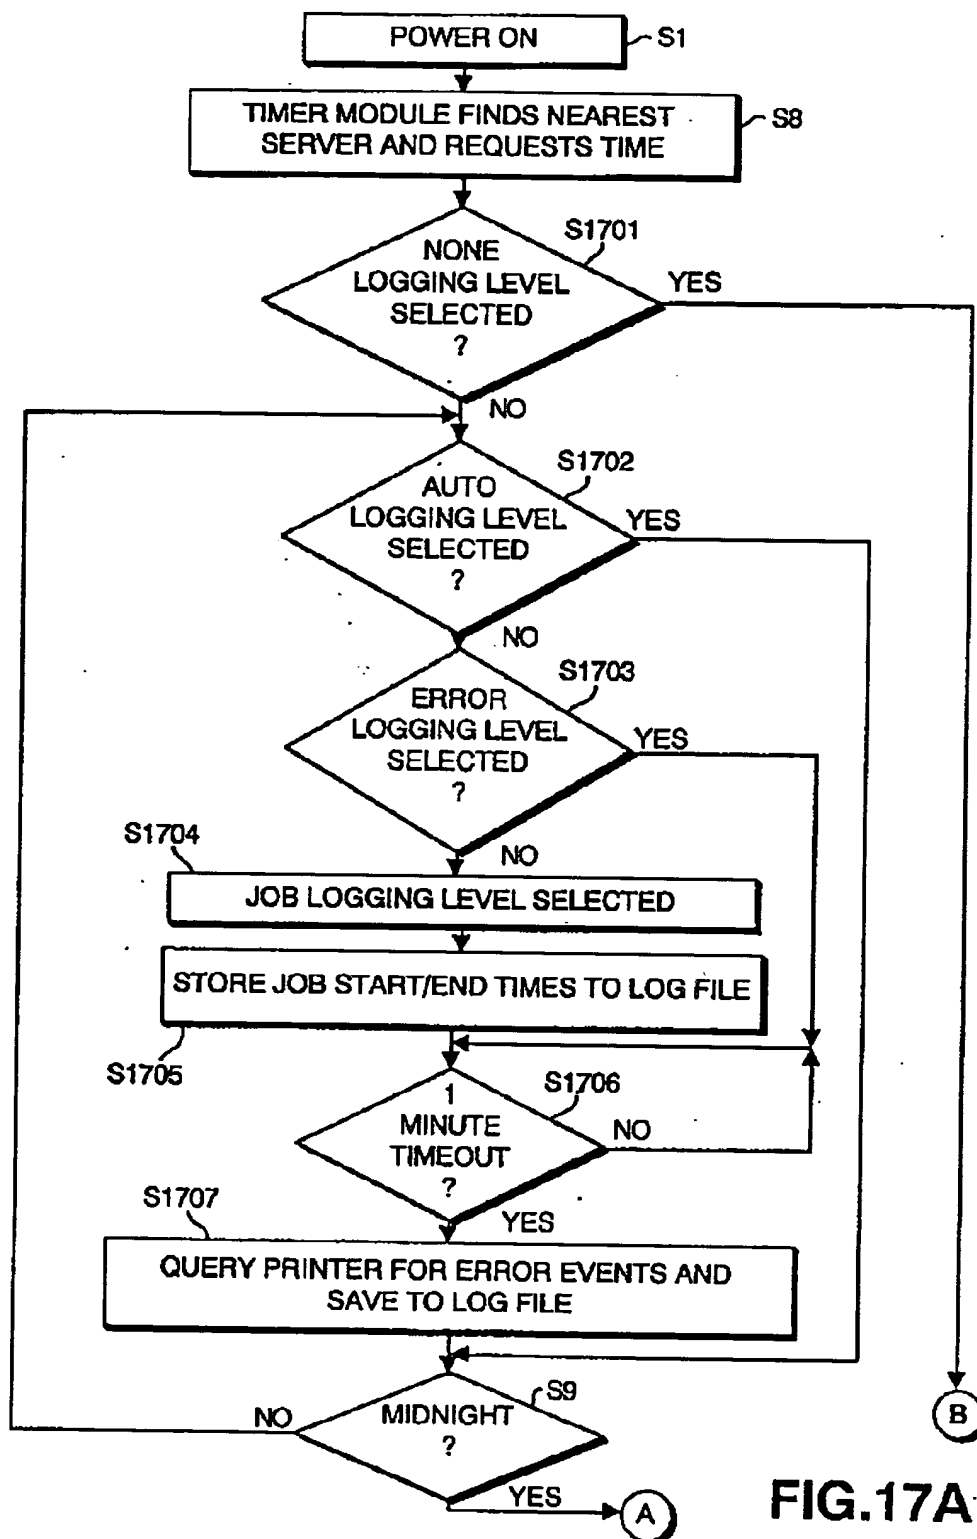 POWER ON
S1
TIMER MODULE FINDS NEAREST
SERVER AND REQUESTS TIME
S8
S1701
NONE
LOGGING LEVEL
SELECTED
?
YES
NO
S1702
AUTO
LOGGING LEVEL
SELECTED
?
YES
NO
S1703
ERROR
LOGGING LEVEL
SELECTED
?
YES
NO
S1704
JOB LOGGING LEVEL SELECTED
STORE JOB START/END TIMES TO LOG FILE
S1705
S1706
1
MINUTE
TIMEOUT
?
NO
YES
S1707
QUERY PRINTER FOR ERROR EVENTS AND
SAVE TO LOG FILE
S9
MIDNIGHT
?
NO
YES
A
B
FIG.17A